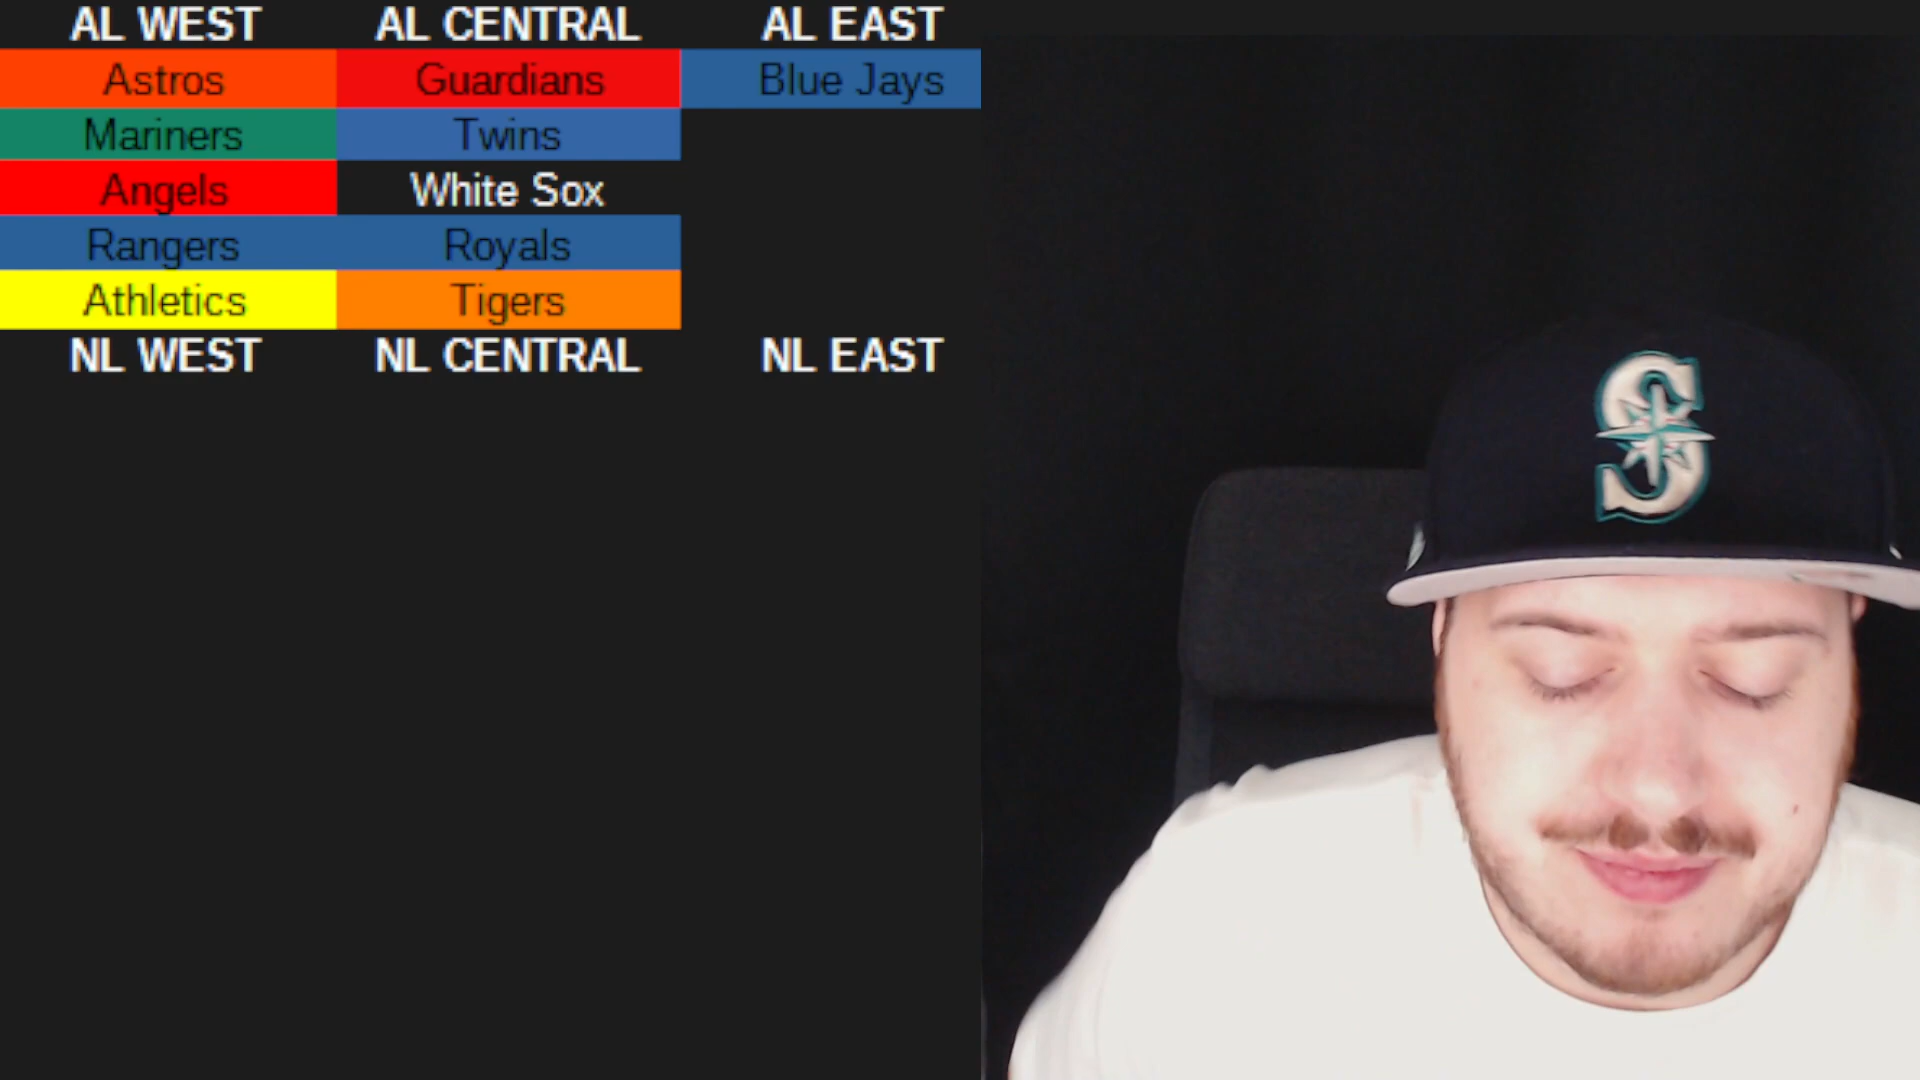 AL WEST AL CENTRAL AL EAST
Astros Guardians Blue Jays
Mariners Twins
Angels White Sox
Rangers Royals
Athletics Tigers
NL WEST NL CENTRAL NL EAST
S